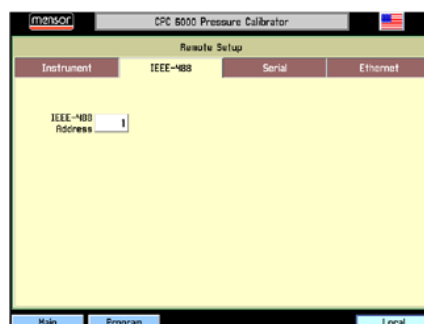 mensor CPC 6000 Pressure Calibrator
Remote Setup
Instrument IEEE-488 Serial Ethernet
IEEE-488
Address 1
Main Program Local